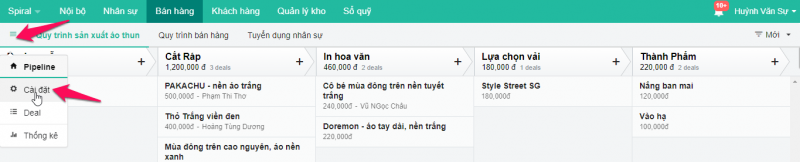 Spiral
Nội bộ
Nhân sự
Bán hàng
Khách hàng
Quản lý kho
Sổ quỹ
10+
Huỳnh Văn Sư
Quy trình sản xuất áo thun
Quy trình bán hàng
Tuyển dụng nhân sự
Mới
Pipeline
Cài đặt
Deal
Thống kê
Cắt Ráp
1,200,000 đ 3 deals
PAKACHU - nền áo trắng
500,000đ - Phạm Thi Thơ
Thỏ Trắng viền đen
400,000đ - Hoàng Tùng Dương
Mùa đông trên cao nguyên, áo nền
xanh
In hoa văn
460,000 đ 2 deals
Cô bé mùa đông trên nền tuyết
trắng
240,000đ - Vũ Ngọc Châu
Doremon - áo tay dài, nền trắng
220,000đ
Lựa chọn vải
180,000 đ 1 deals
Style Street SG
180,000đ
Thành Phẩm
220,000 đ 2 deals
Nắng ban mai
120,000đ
Vào hạ
100,000đ